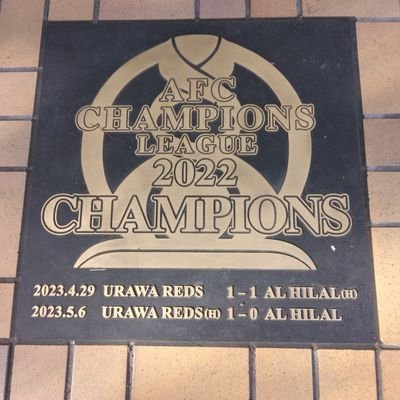 AFC
CHAMPIONS
LEAGUE
2022
CHAMPIONS
2023.4.29 URAWA REDS 1-1 AL HILAL(H)
2023.5.6 URAWA REDS(H) 1-0 AL HILAL